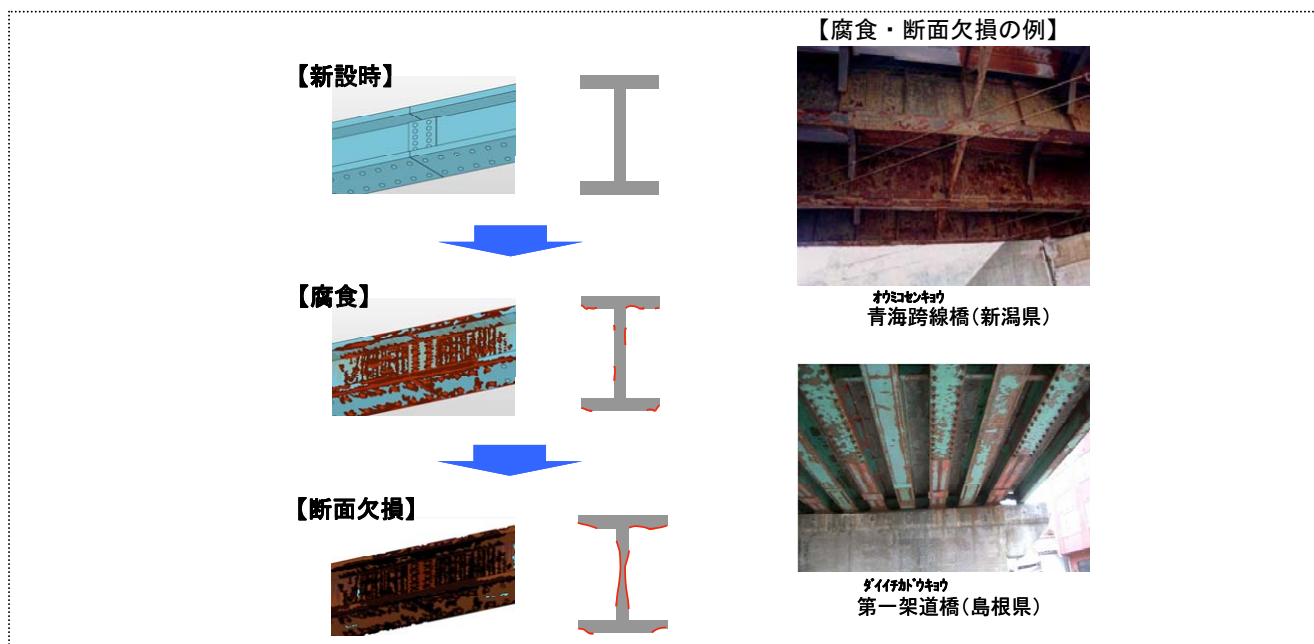 【新設時】
【腐食】
【断面欠損】
【腐食・断面欠損の例】
オウミコセンキョウ
青海跨線橋(新潟県)
ダイイチカドウキョウ
第一架道橋(島根県)